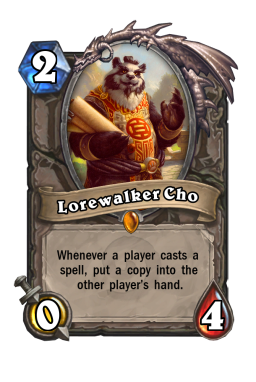 2
Lorewalker Cho
Whenever a player casts a
spell, put a copy into the
other player's hand.
0
4